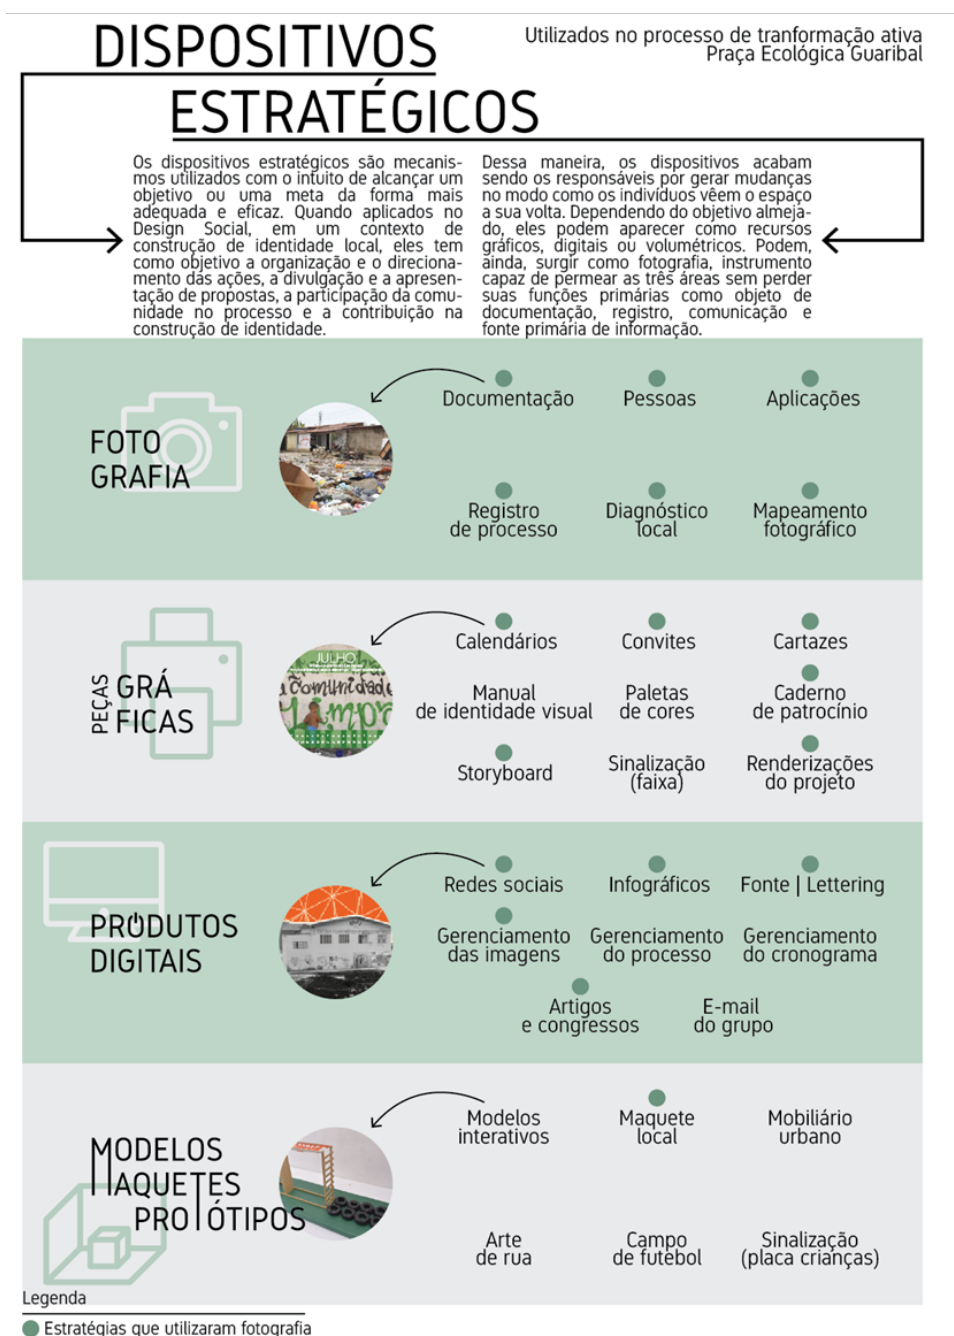 DISPOSITIVOS
ESTRATÉGICOS
Utilizados no processo de tranformação ativa
Praça Ecológica Guaribal
Os dispositivos estratégicos são mecanis-
mos utilizados com o intuito de alcançar um
objetivo ou uma meta da forma mais
adequada e eficaz. Quando aplicados no
Design Social, em um contexto de
construção de identidade local, eles tem
como objetivo a organização e o direciona-
mento das ações, a divulgação e a apresen-
tação de propostas, a participação da comu-
nidade no processo e a contribuição na
construção de identidade.
Dessa maneira, os dispositivos acabam
sendo os responsáveis por gerar mudanças
no modo como os indivíduos vêem o espaço
a sua volta. Dependendo do objetivo almeja-
do, eles podem aparecer como recursos
gráficos, digitais ou volumétricos. Podem,
ainda, surgir como fotografia, instrumento
capaz de permear as três áreas sem perder
suas funções primárias como objeto de
documentação, registro, comunicação e
fonte primária de informação.
FOTO
GRAFIA
Documentação
Pessoas
Aplicações
Registro
de processo
Diagnóstico
local
Mapeamento
fotográfico
PEÇAS
GRÁ
FICAS
JULHO
a Comunidade
Limpa
Calendários
Convites
Cartazes
Manual
de identidade visual
Paletas
de cores
Caderno
de patrocínio
Storyboard
Sinalização
(faixa)
Renderizações
do projeto
PRODUTOS
DIGITAIS
Redes sociais
Infográficos
Fonte | Lettering
Gerenciamento
das imagens
Gerenciamento
do processo
Gerenciamento
do cronograma
Artigos
e congressos
E-mail
do grupo
MODELOS
MAQUETES
PROTÓTIPOS
Modelos
interativos
Maquete
local
Mobiliário
urbano
Arte
de rua
Campo
de futebol
Sinalização
(placa crianças)
Legenda
Estratégias que utilizaram fotografia